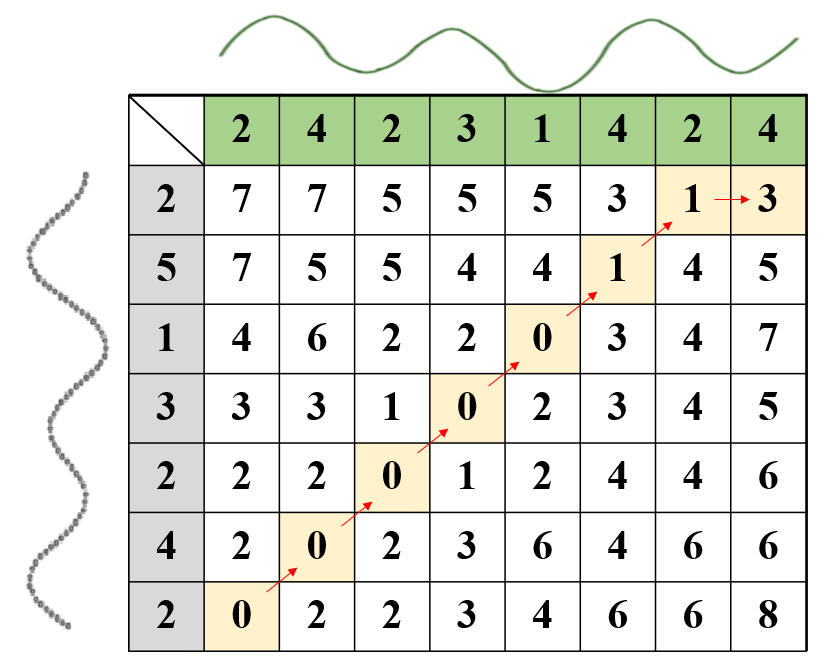 2 4 2 3 1 4 2 4
2 7 7 5 5 5 3 1 3
5 7 5 5 4 4 1 4 5
1 4 6 2 2 0 3 4 7
3 3 3 1 0 2 3 4 5
2 2 2 0 1 2 4 4 6
4 2 0 2 3 6 4 6 6
2 0 2 2 3 4 6 6 8